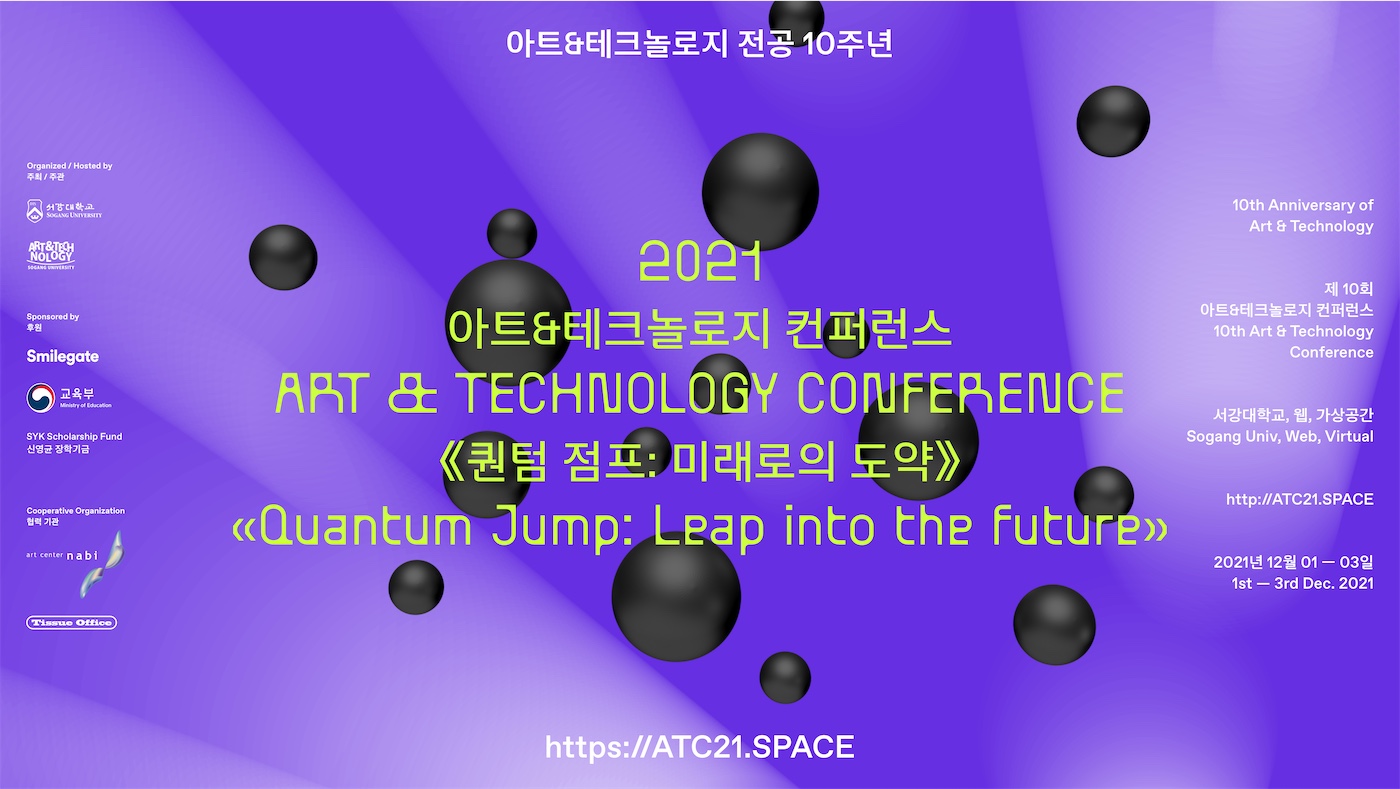 아트&테크놀로지 전공 10주년
Organized / Hosted by
주최 / 주관
서강대학교
SOGANG UNIVERSITY
ART&TECH
NOLOGY
SOGANG UNIVERSITY
Sponsored by
후원
Smilegate
교육부
Ministry of Education
SYK Scholarship Fund
신영균 장학기금
Cooperative Organization
협력 기관
art center nabi
Tissue Office
2021
아트&테크놀로지 컨퍼런스
ART & TECHNOLOGY CONFERENCE
《퀀텀 점프: 미래로의 도약》
«Quantum Jump: Leap into the future»
10th Anniversary of
Art & Technology
제 10회
아트&테크놀로지 컨퍼런스
10th Art & Technology
Conference
서강대학교, 웹, 가상공간
Sogang Univ, Web, Virtual
http://ATC21.SPACE
2021년 12월 01 — 03일
1st — 3rd Dec. 2021
https://ATC21.SPACE